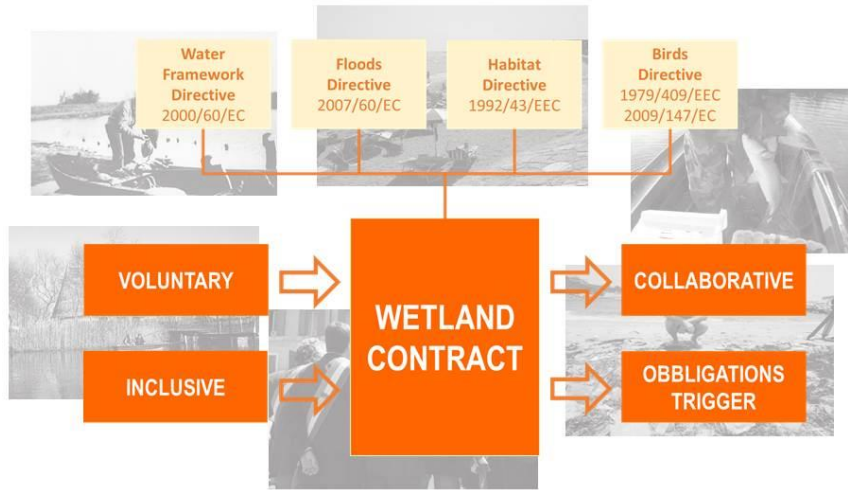 Water
Framework
Directive
2000/60/EC
Floods
Directive
2007/60/EC
Habitat
Directive
1992/43/EEC
Birds
Directive
1979/409/EEC
2009/147/EC
VOLUNTARY
INCLUSIVE
WETLAND
CONTRACT
COLLABORATIVE
OBBLIGATIONS
TRIGGER